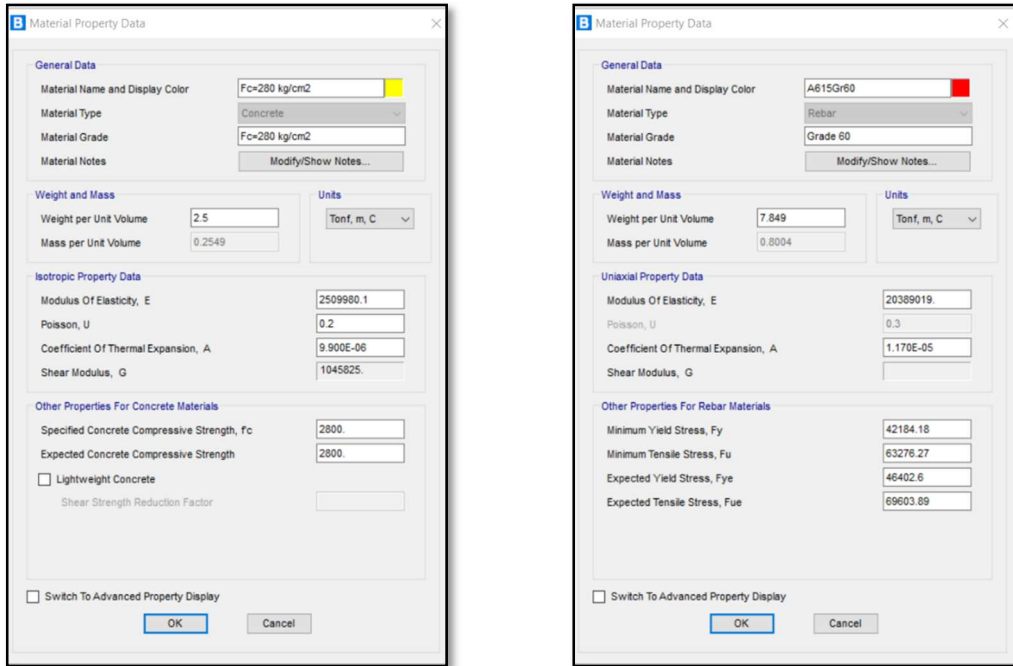 B Material Property Data
General Data
Material Name and Display Color Fc=280 kg/cm2
Material Type Concrete
Material Grade Fc=280 kg/cm2
Material Notes Modify/Show Notes...
Weight and Mass Units
Weight per Unit Volume 2.5 Tonf, m, C
Mass per Unit Volume 0.2549
Isotropic Property Data
Modulus Of Elasticity, E 2509980.1
Poisson, U 0.2
Coefficient Of Thermal Expansion, A 9.900E-06
Shear Modulus, G 1045825.
Other Properties For Concrete Materials
Specified Concrete Compressive Strength, f'c 2800.
Expected Concrete Compressive Strength 2800.
Lightweight Concrete
Shear Strength Reduction Factor
Switch To Advanced Property Display
OK Cancel
B Material Property Data
General Data
Material Name and Display Color A615Gr60
Material Type Rebar
Material Grade Grade 60
Material Notes Modify/Show Notes...
Weight and Mass Units
Weight per Unit Volume 7.849 Tonf, m, C
Mass per Unit Volume 0.8004
Uniaxial Property Data
Modulus Of Elasticity, E 20389019.
Poisson, U 0.3
Coefficient Of Thermal Expansion, A 1.170E-05
Shear Modulus, G
Other Properties For Rebar Materials
Minimum Yield Stress, Fy 42184.18
Minimum Tensile Stress, Fu 63276.27
Expected Yield Stress, Fye 46402.6
Expected Tensile Stress, Fue 69603.89
Switch To Advanced Property Display
OK Cancel